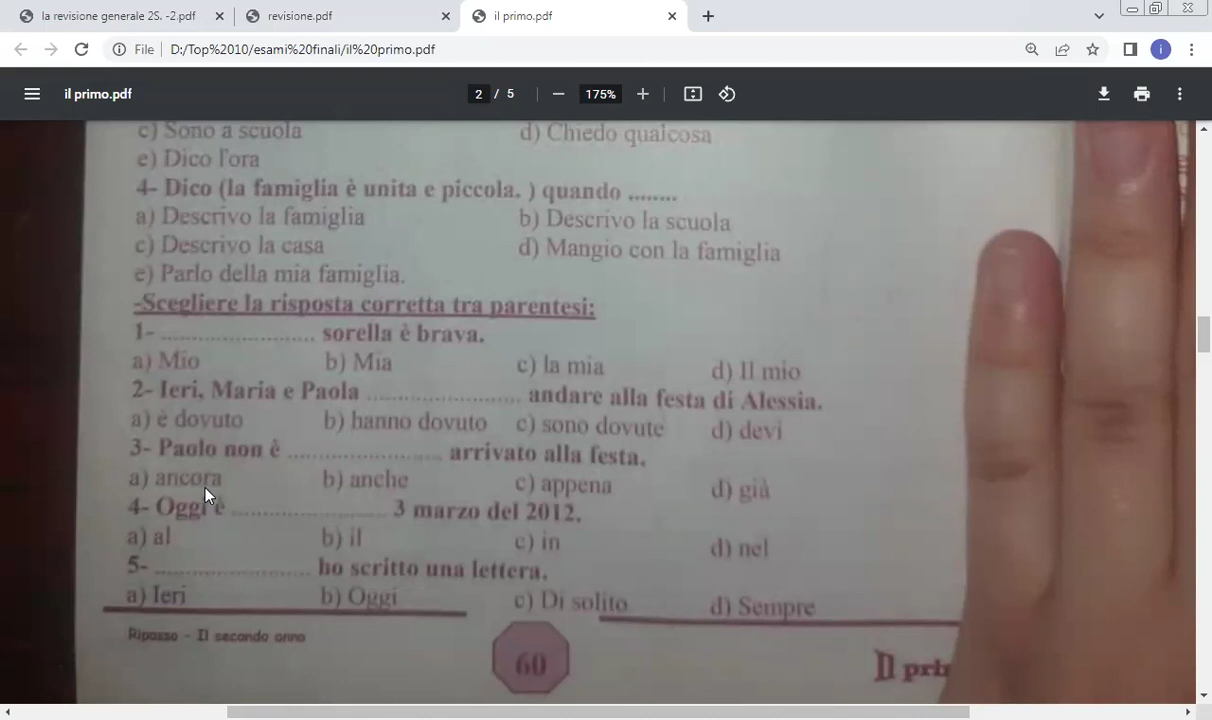 la revisione generale 2S. -2.pdf
revisione.pdf
il primo.pdf
File D:/Top%2010/esami%20finali/il%20primo.pdf
i
il primo.pdf
2 / 5
175%
c) Sono a scuola d) Chiedo qualcosa
e) Dico l'ora
4- Dico (la famiglia è unita e piccola. ) quando ........
a) Descrivo la famiglia b) Descrivo la scuola
c) Descrivo la casa d) Mangio con la famiglia
e) Parlo della mia famiglia.
-Scegliere la risposta corretta tra parentesi:
1- ...................... sorella è brava.
a) Mio b) Mia c) la mia d) Il mio
2- Ieri, Maria e Paola ...................... andare alla festa di Alessia.
a) è dovuto b) hanno dovuto c) sono dovute d) devi
3- Paolo non è ...................... arrivato alla festa.
a) ancora b) anche c) appena d) già
4- Oggi è ...................... 3 marzo del 2012.
a) al b) il c) in d) nel
5- ...................... ho scritto una lettera.
a) Ieri b) Oggi c) Di solito d) Sempre
Ripasso - Il secondo anno
60
Il